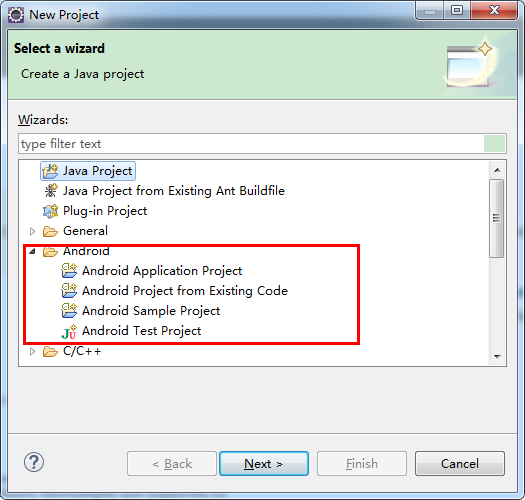 New Project
Select a wizard
Create a Java project
Wizards:
type filter text
Java Project
Java Project from Existing Ant Buildfile
Plug-in Project
General
Android
Android Application Project
Android Project from Existing Code
Android Sample Project
Android Test Project
C/C++
? < Back Next > Finish Cancel